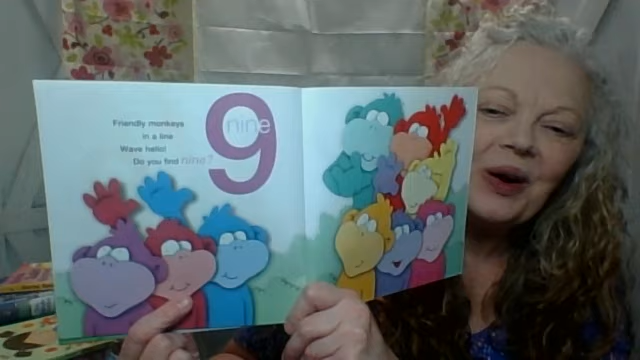 Friendly monkeys
in a line
Wave hello!
Do you find nine?
9
nine